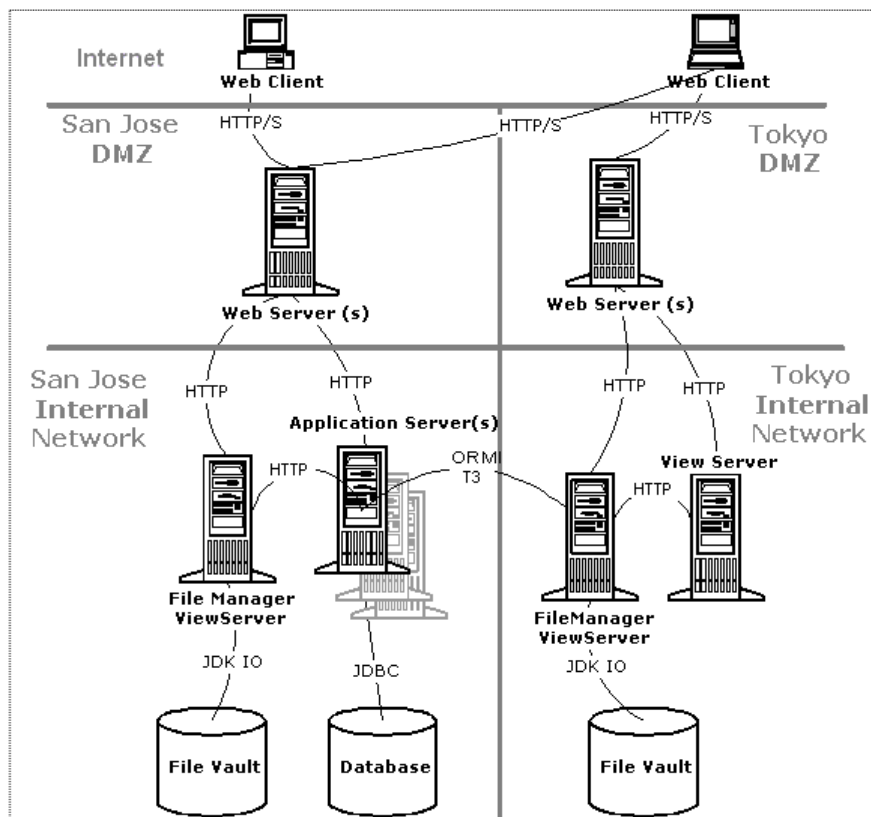 Internet
Web Client
Web Client
San Jose
DMZ
HTTP/S
HTTP/S
HTTP/S
Tokyo
DMZ
Web Server (s)
Web Server (s)
San Jose
Internal
Network
HTTP
HTTP
HTTP
HTTP
Tokyo
Internal
Network
Application Server(s)
View Server
HTTP
ORMI
T3
HTTP
File Manager
ViewServer
FileManager
ViewServer
JDK IO
JDBC
JDK IO
File Vault
Database
File Vault